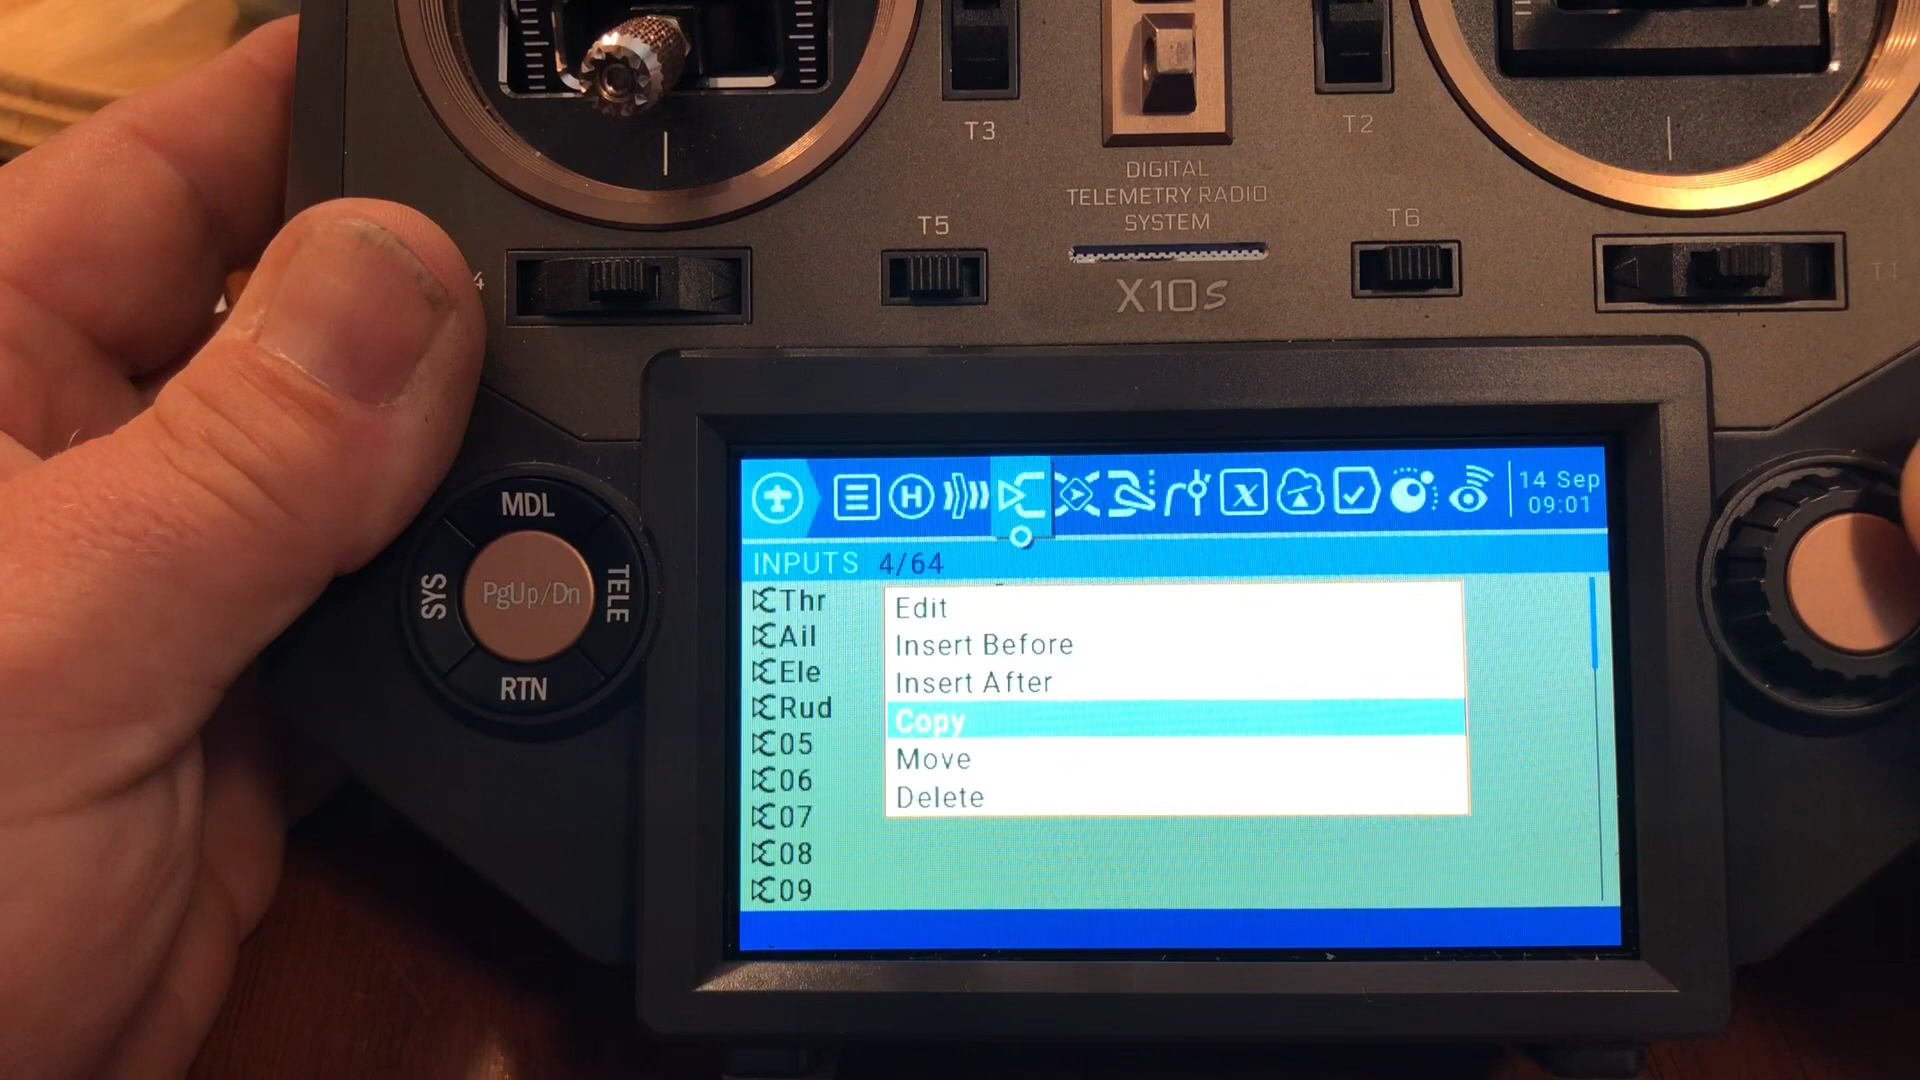 T3
T2
DIGITAL
TELEMETRY RADIO
SYSTEM
T5
T6
4
T1
X10S
MDL
SYS
PgUp/Dn
TELE
RTN
H
X
14 Sep
09:01
INPUTS 4/64
Thr
Ail
Ele
Rud
05
06
07
08
09
Edit
Insert Before
Insert After
Copy
Move
Delete